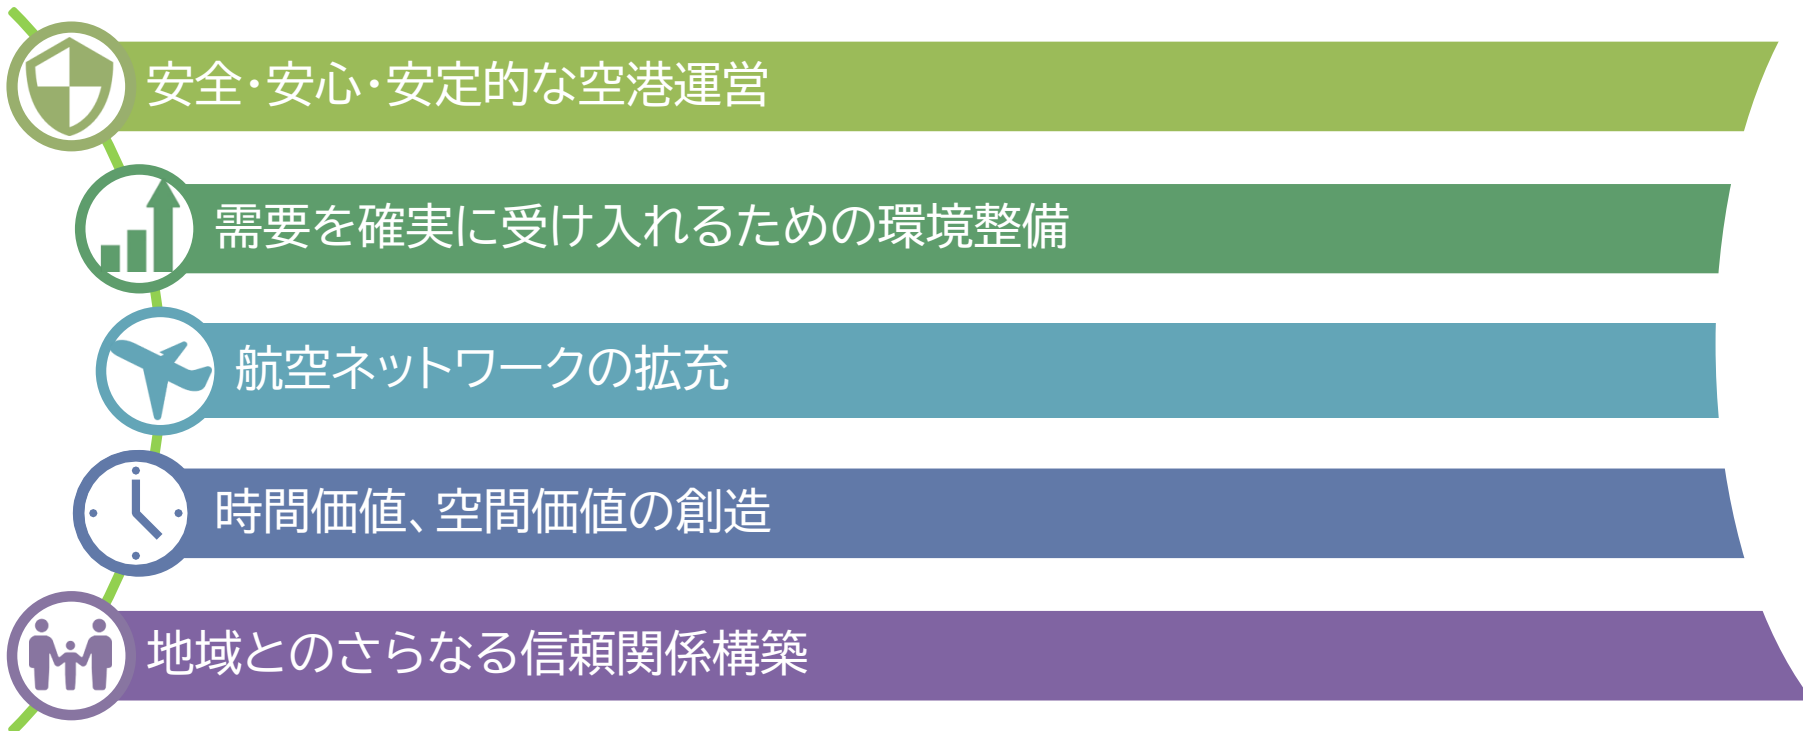 安全･安心･安定的な空港運営
需要を確実に受け入れるための環境整備
航空ネットワークの拡充
時間価値､空間価値の創造
地域とのさらなる信頼関係構築